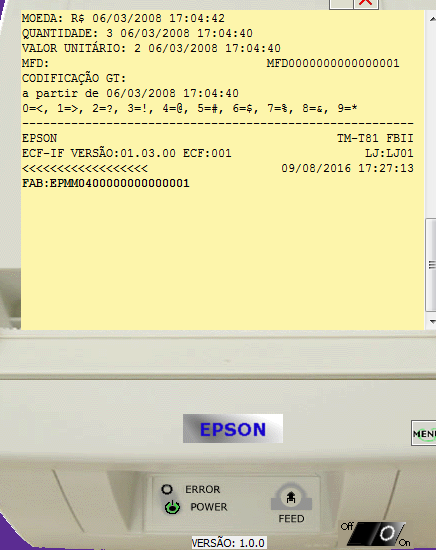 MOEDA: R$ 06/03/2008 17:04:42
QUANTIDADE: 3 06/03/2008 17:04:40
VALOR UNITÁRIO: 2 06/03/2008 17:04:40
MFD: MFD0000000000000001
CODIFICAÇÃO GT:
a partir de 06/03/2008 17:04:40
0=<, 1=>, 2=?, 3=!, 4=@, 5=#, 6=$, 7=%, 8=&, 9=*
------------------------------------------------
EPSON TM-T81 FBII
ECF-IF VERSÃO:01.03.00 ECF:001 LJ:LJ01
<<<<<<<<<<<<<<<<<<< 09/08/2016 17:27:13
FAB:EPMM0400000000000001
EPSON
MENU
ERROR
POWER
FEED
Off
On
VERSÃO: 1.0.0